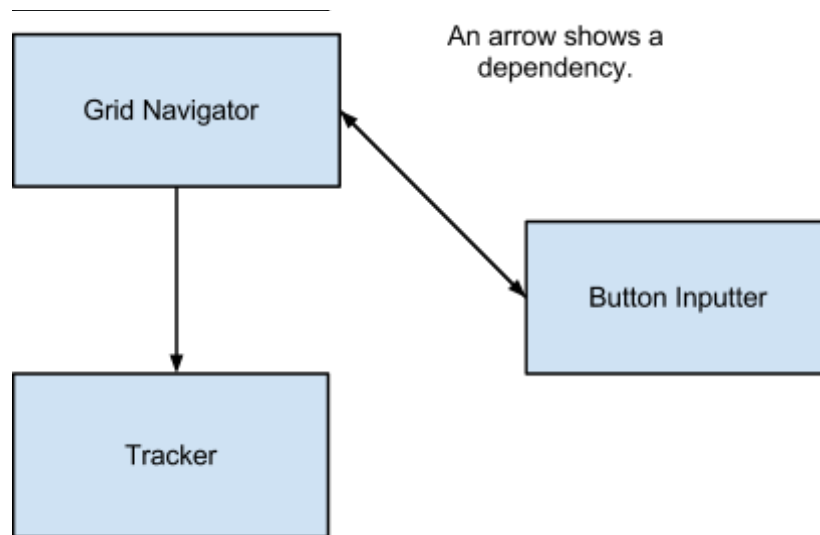 An arrow shows a
dependency.
Grid Navigator
Button Inputter
Tracker